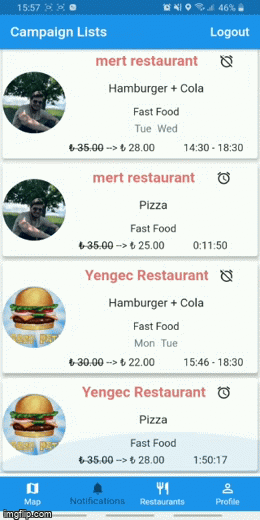 15:57 46%
Campaign Lists Logout
mert restaurant
Hamburger + Cola
Fast Food
Tue Wed
₺ 35.00 --> ₺ 28.00 14:30 - 18:30
mert restaurant
Pizza
Fast Food
₺ 35.00 --> ₺ 25.00 0:11:50
Yengec Restaurant
Hamburger + Cola
Fast Food
Mon Tue
₺ 30.00 --> ₺ 22.00 15:46 - 18:30
Yengec Restaurant
Pizza
Fast Food
₺ 35.00 --> ₺ 28.00 1:50:17
Map Notifications Restaurants Profile
imgflip.com